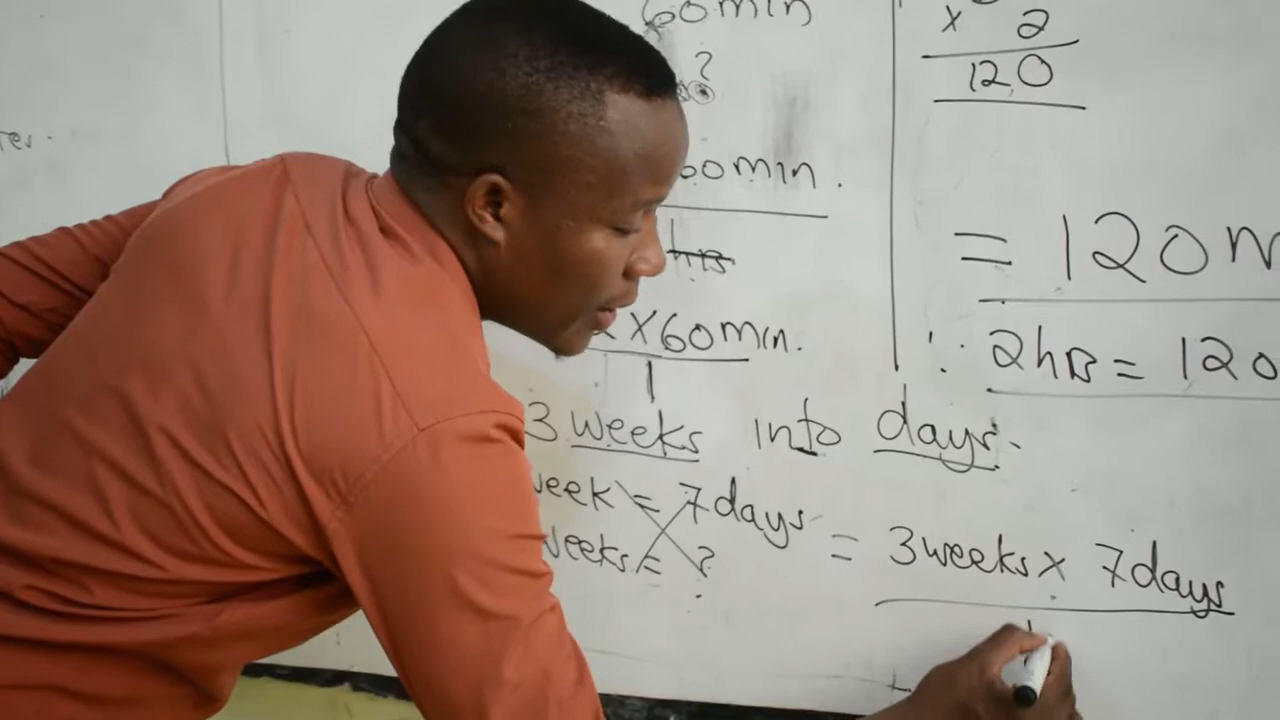 60min
?
60min.
hrs
X60min.
1
3 weeks into days.
week = 7days
weeks = ?
= 3weeks x 7days
x 2
120
= 120m
∴ 2hrs = 120